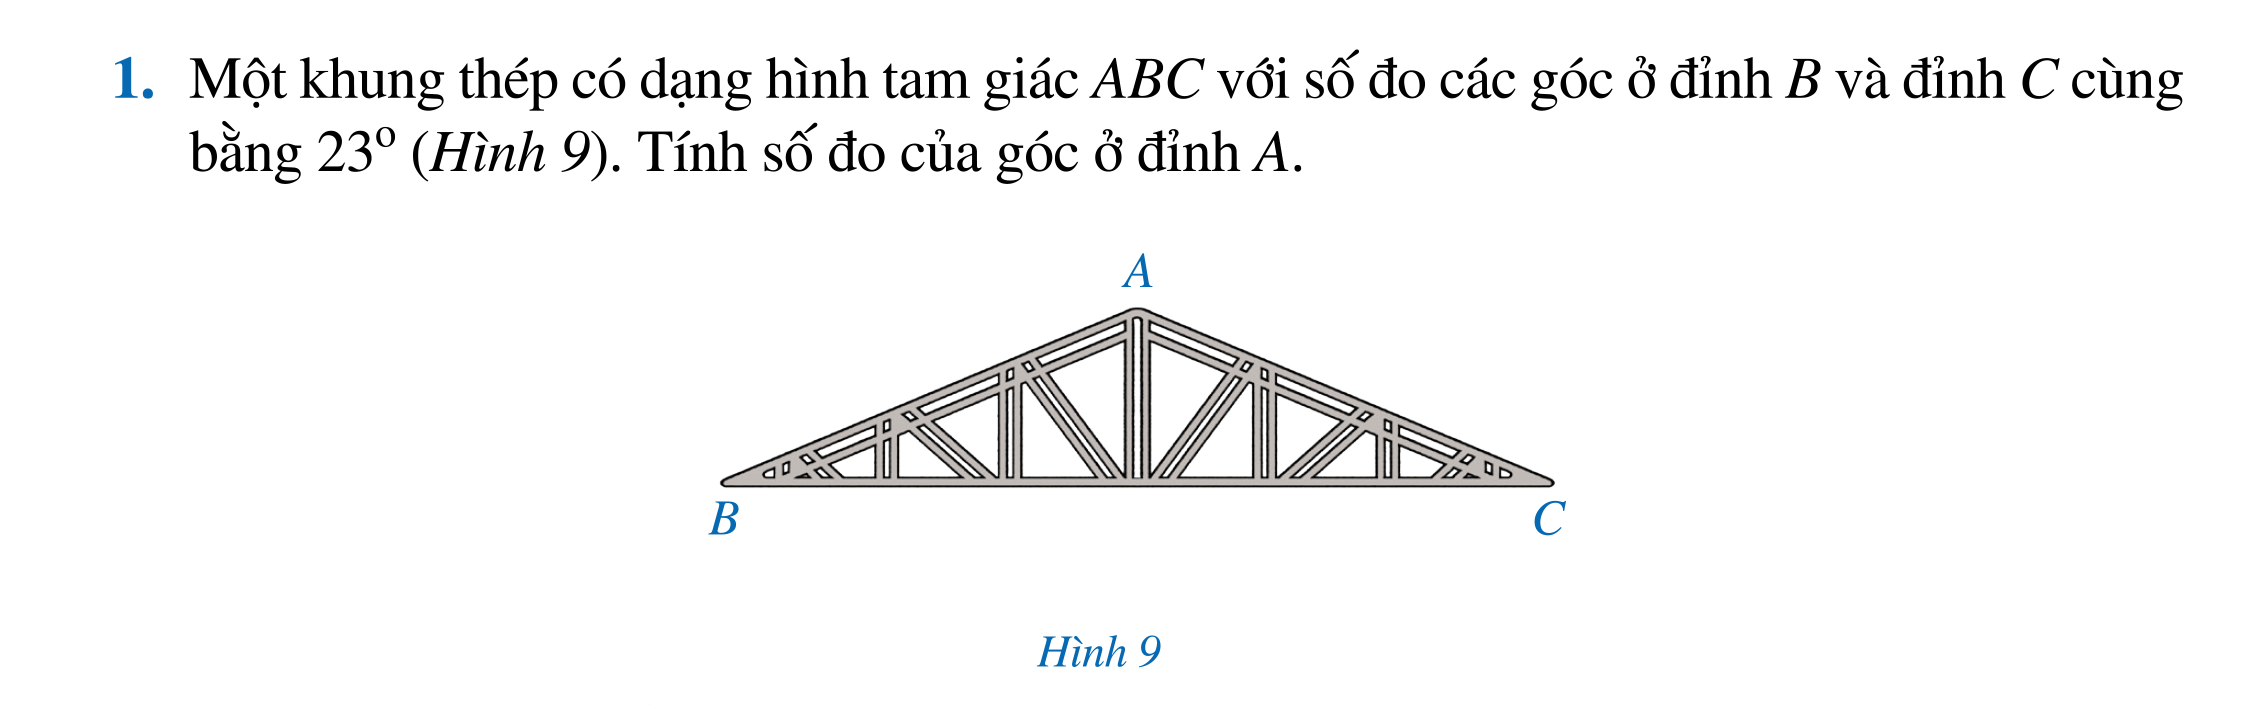 1. Một khung thép có dạng hình tam giác ABC với số đo các góc ở đỉnh B và đỉnh C cùng
bằng 23° (Hình 9). Tính số đo của góc ở đỉnh A.
A
B
C
Hình 9